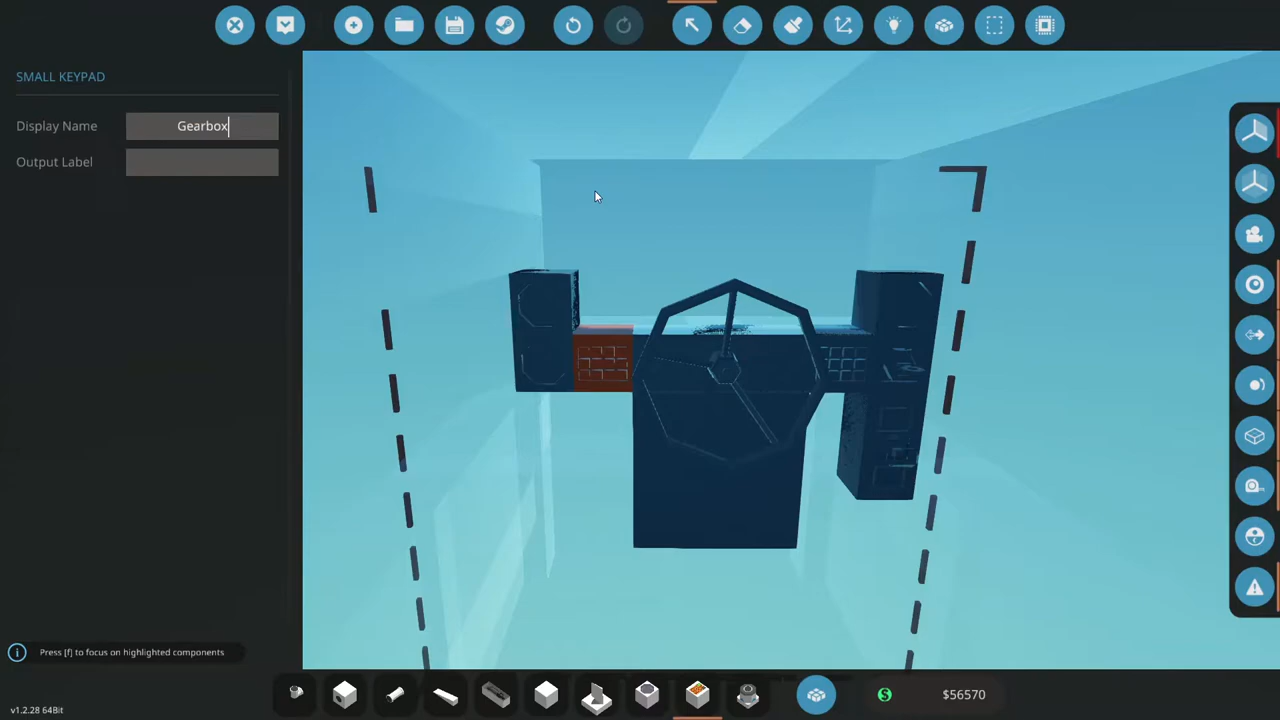 SMALL KEYPAD
Display Name
Gearbox
Output Label
Press [f] to focus on highlighted components
v1.2.28 64Bit
$56570